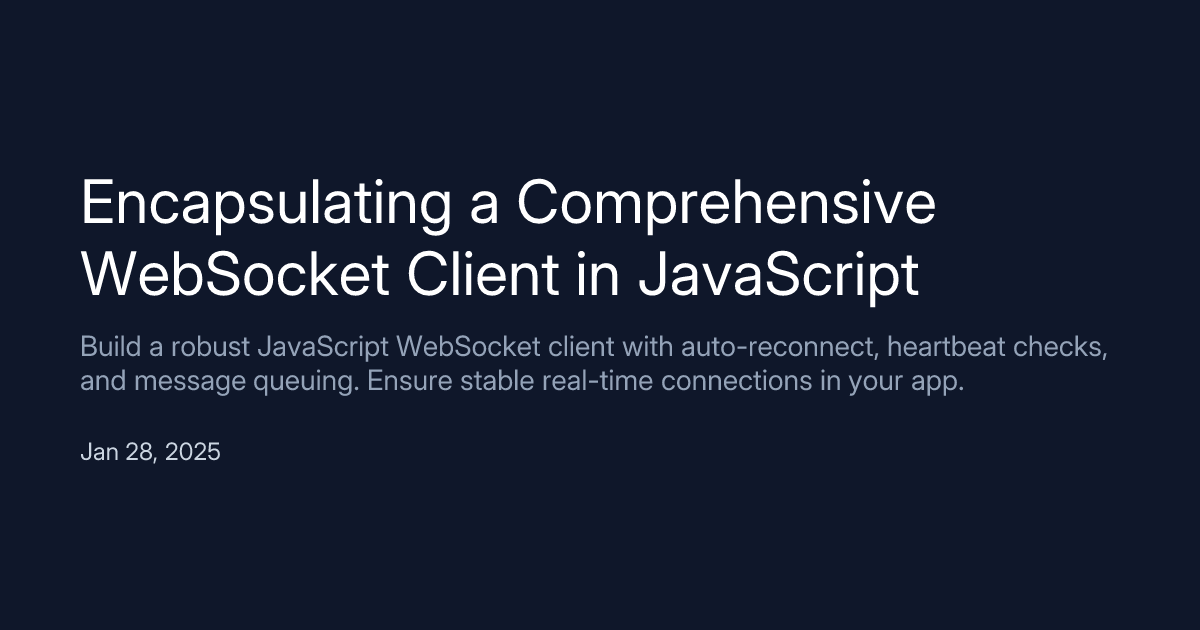 Encapsulating a Comprehensive
WebSocket Client in JavaScript
Build a robust JavaScript WebSocket client with auto-reconnect, heartbeat checks,
and message queuing. Ensure stable real-time connections in your app.
Jan 28, 2025